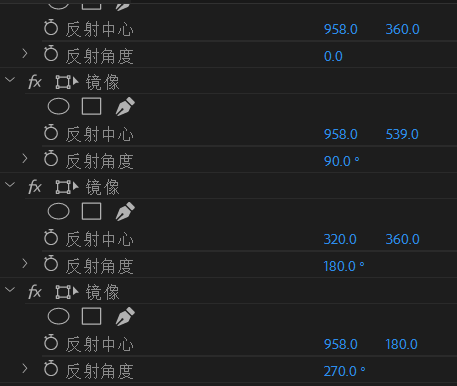 反射中心 958.0 360.0
反射角度 0.0
fx 镜像
反射中心 958.0 539.0
反射角度 90.0 °
fx 镜像
反射中心 320.0 360.0
反射角度 180.0 °
fx 镜像
反射中心 958.0 180.0
反射角度 270.0 °